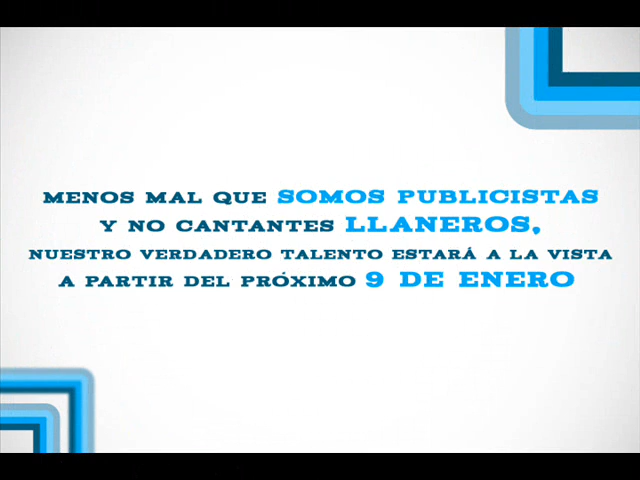 MENOS MAL QUE SOMOS PUBLICISTAS
Y NO CANTANTES LLANEROS,
NUESTRO VERDADERO TALENTO ESTARÁ A LA VISTA
A PARTIR DEL PRÓXIMO 9 DE ENERO